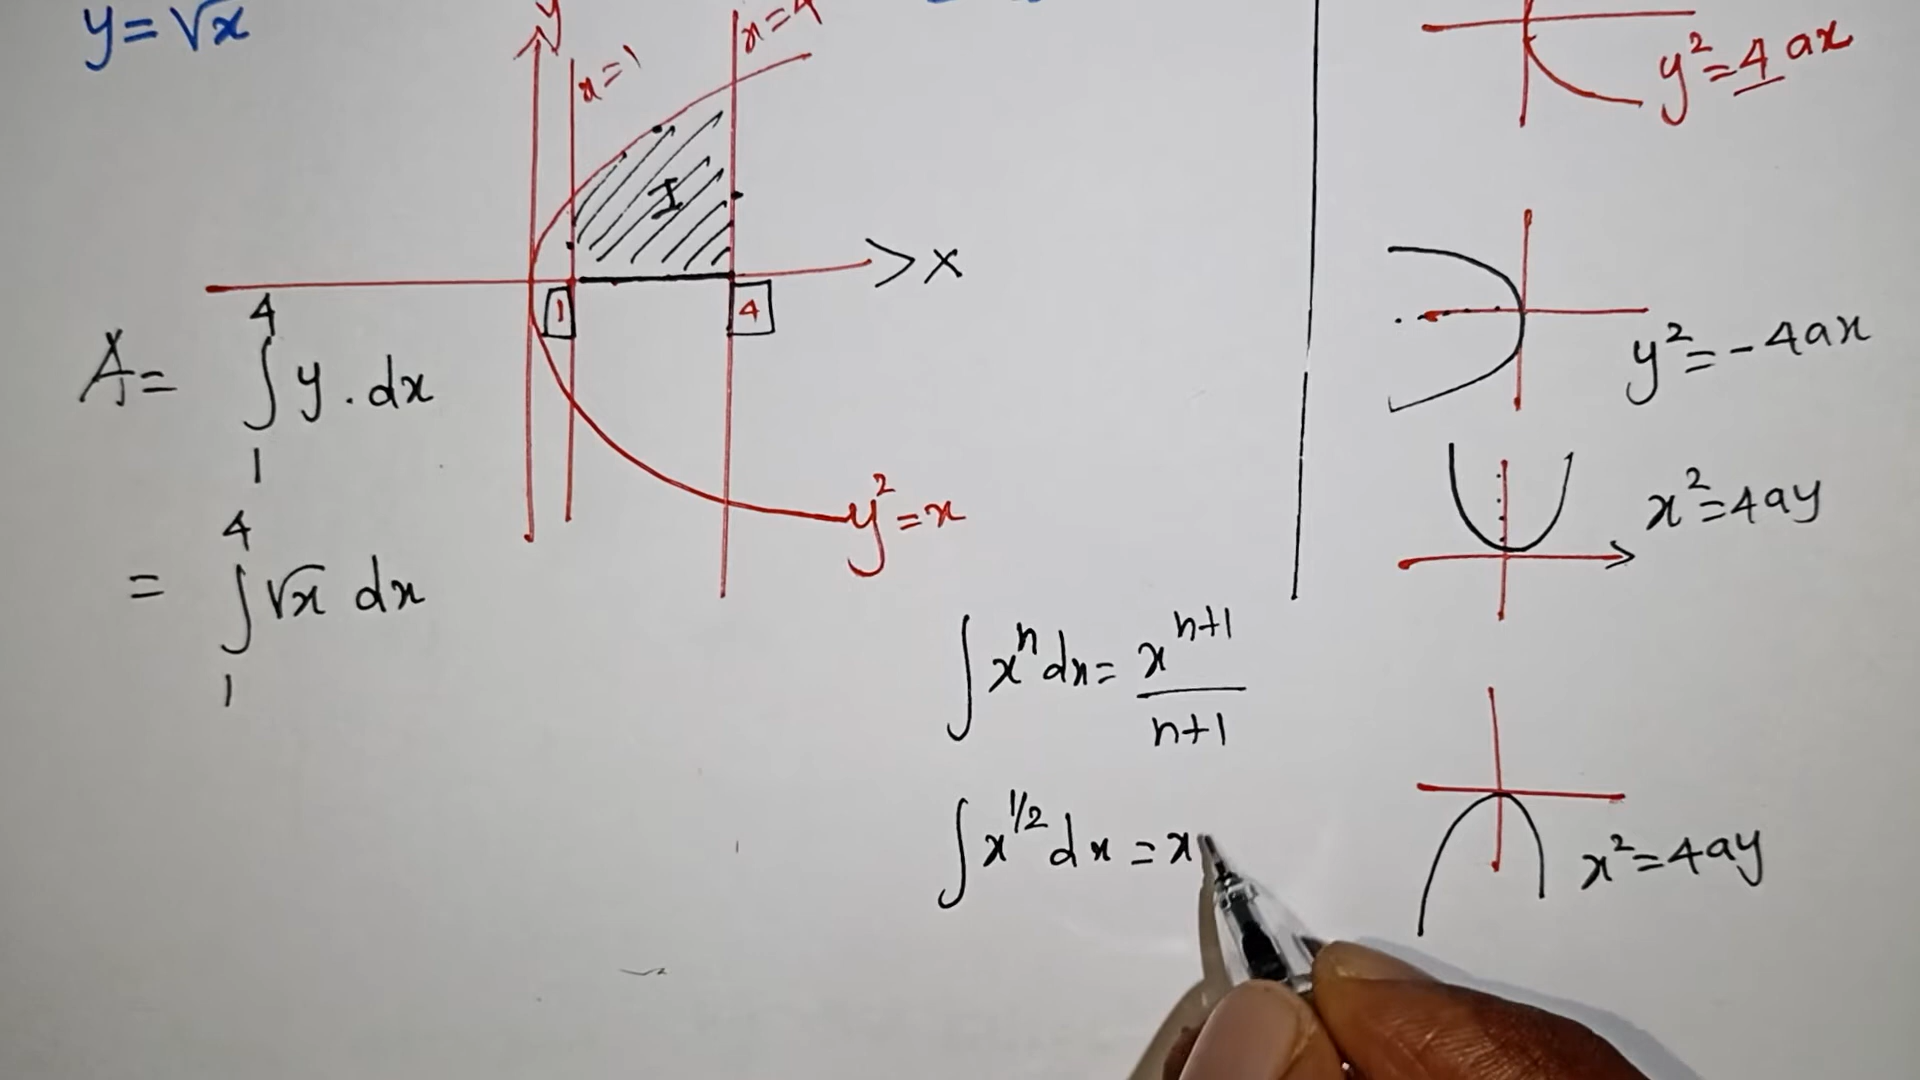 y = √x
y
x=1
x=4
I
X
1
4
y² = x
A = ∫₁⁴ y . dx
= ∫₁⁴ √x dx
∫ xⁿ dx = xⁿ⁺¹ / n+1
∫ x^1/2 dx = x
y² = 4ax
y² = -4ax
x² = 4ay
x² = 4ay